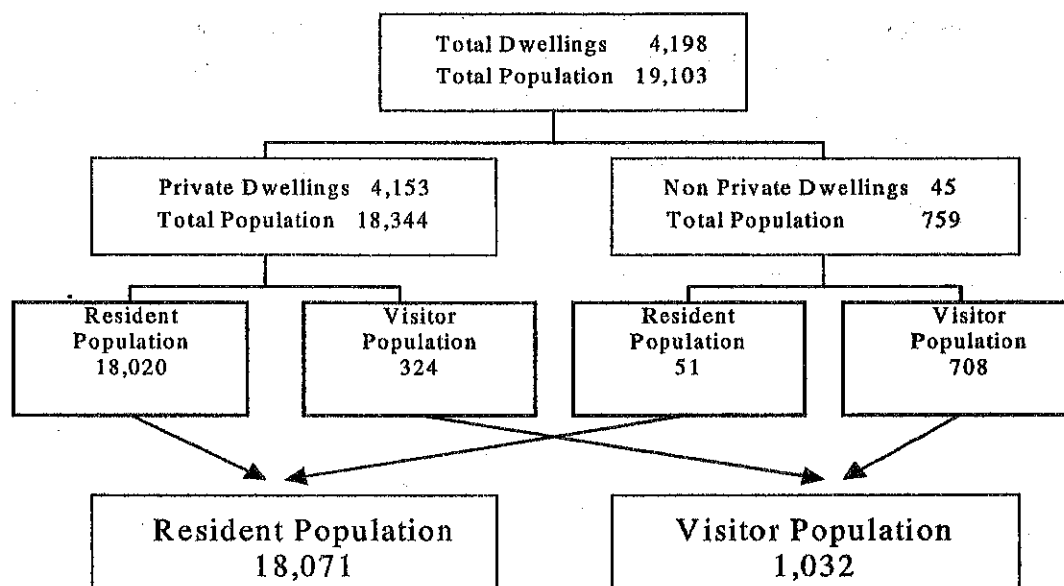 Total Dwellings 4,198
Total Population 19,103
Private Dwellings 4,153
Total Population 18,344
Non Private Dwellings 45
Total Population 759
Resident
Population
18,020
Visitor
Population
324
Resident
Population
51
Visitor
Population
708
Resident Population
18,071
Visitor Population
1,032